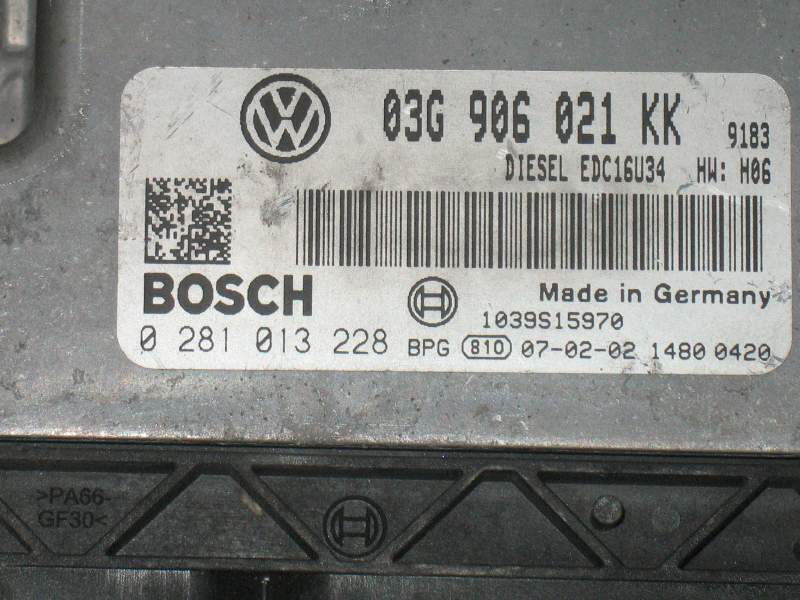 03G 906 021 KK 9183
DIESEL EDC16U34 HW: H06
BOSCH Made in Germany
1039S15970
0 281 013 228 BPG 810 07-02-02 1480 0420
>PA66-
GF30<